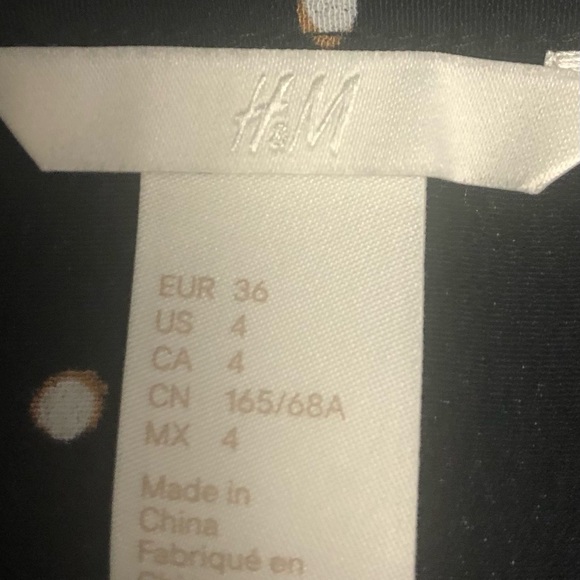 H&M
EUR 36
US 4
CA 4
CN 165/68A
MX 4
Made in
China
Fabriqué en